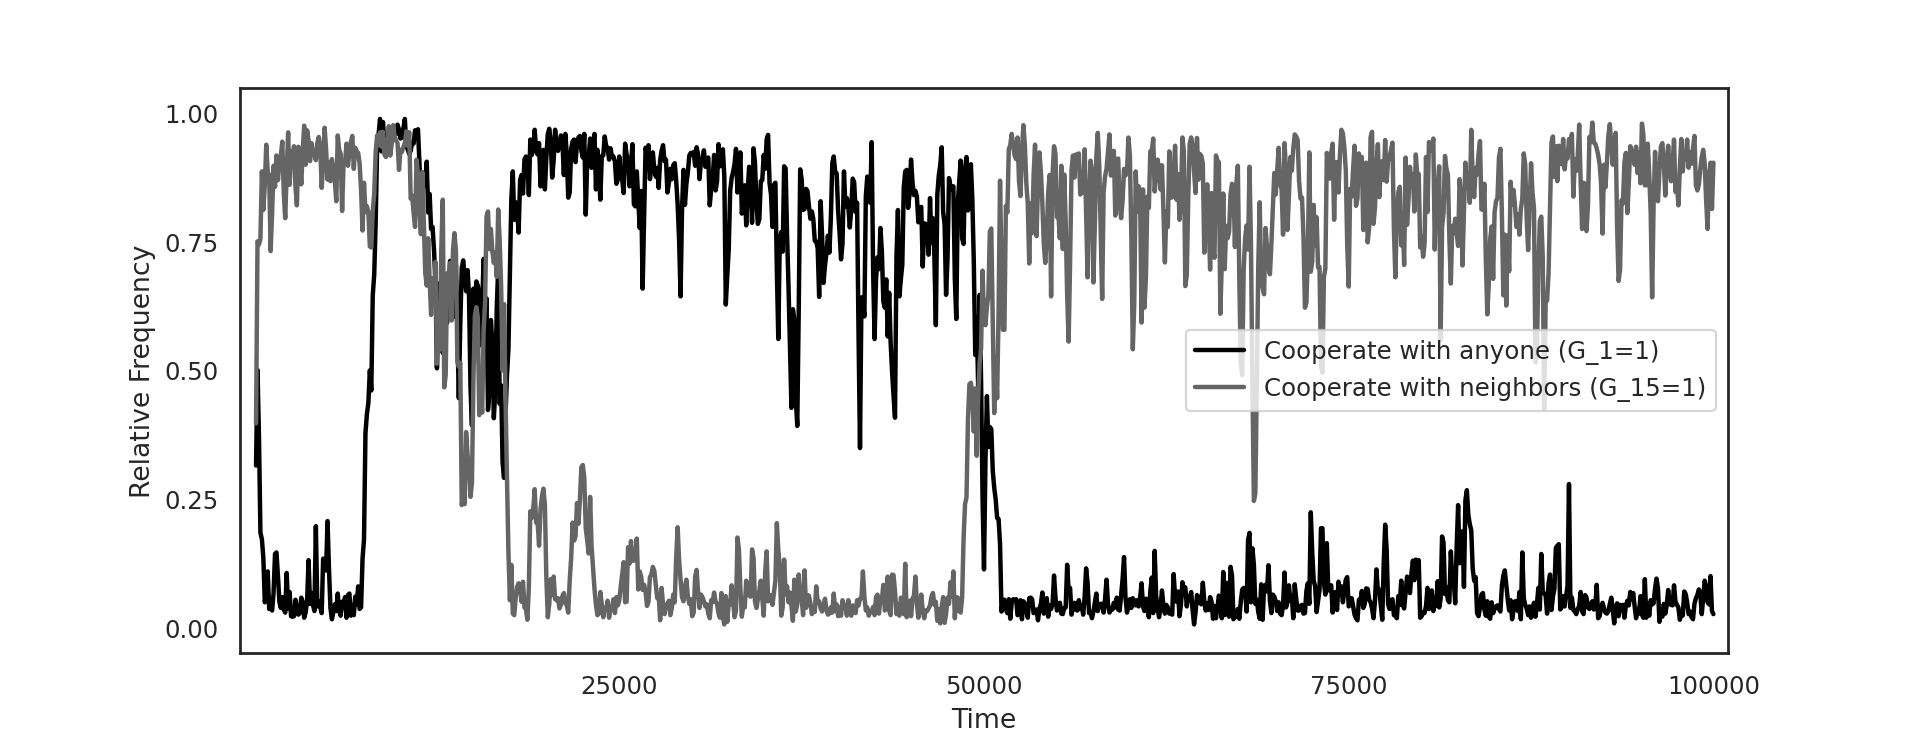 1.00
0.75
0.50
0.25
0.00
Relative Frequency
Cooperate with anyone (G_1=1)
Cooperate with neighbors (G_15=1)
25000
50000
75000
100000
Time